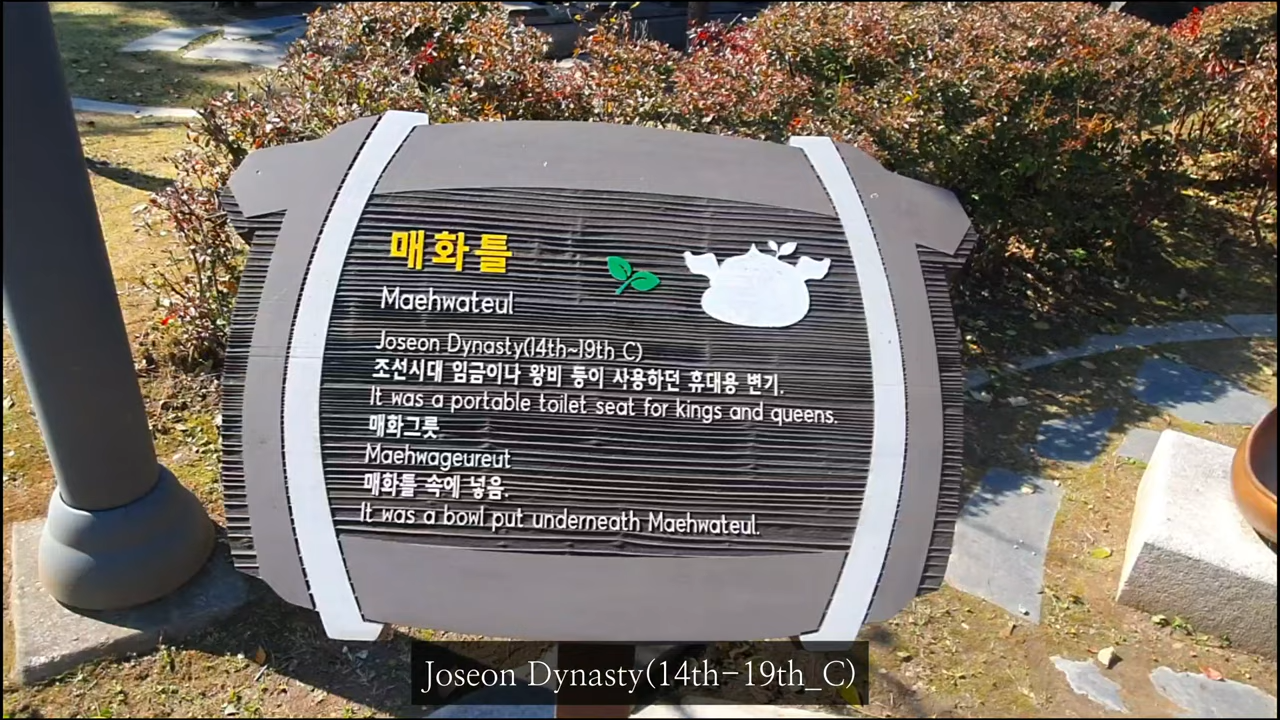 매화틀
Maehwateul
Joseon Dynasty(14th~19th C)
조선시대 임금이나 왕비 등이 사용하던 휴대용 변기.
It was a portable toilet seat for kings and queens.
매화그릇
Maehwageureut
매화틀 속에 넣음.
It was a bowl put underneath Maehwateul.
Joseon Dynasty(14th-19th_C)